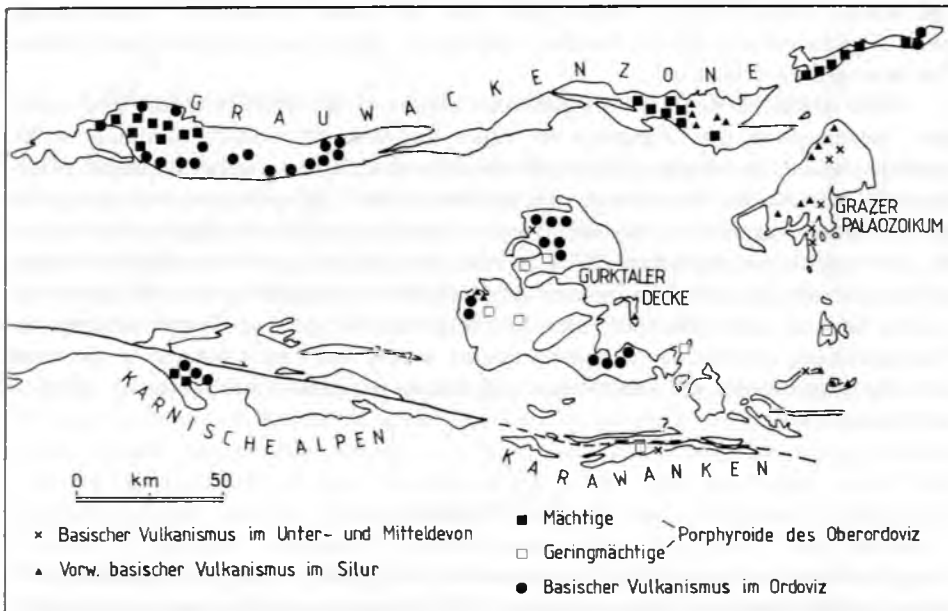 GRAUWACKENZONE
GRAZER
PALÄOZOIKUM
GURKTALER
DECKE
?
?
KARNISCHE ALPEN
?
KARAWANKEN
0 km 50
× Basischer Vulkanismus im Unter- und Mitteldevon
▲ Vorw. basischer Vulkanismus im Silur
■ Mächtige
□ Geringmächtige
Porphyroide des Oberordoviz
● Basischer Vulkanismus im Ordoviz